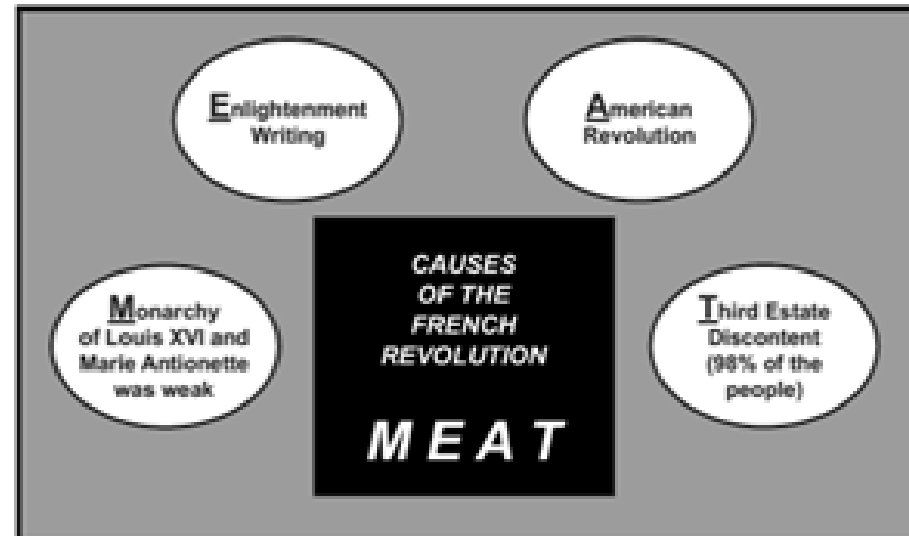 Enlightenment
Writing
American
Revolution
Monarchy
of Louis XVI and
Marie Antionette
was weak
CAUSES
OF THE
FRENCH
REVOLUTION
M E A T
Third Estate
Discontent
(98% of the
people)